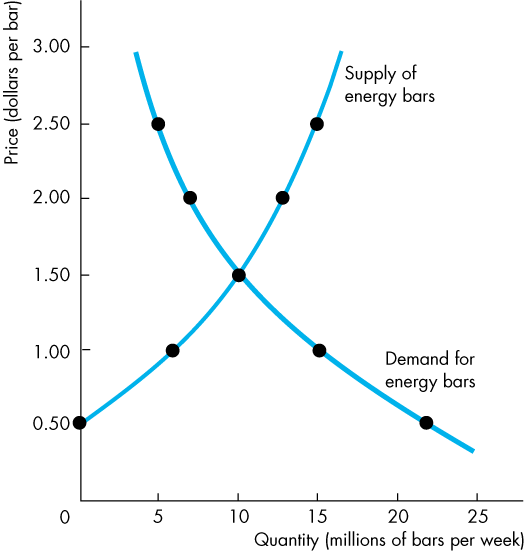 Price (dollars per bar)
3.00
2.50
2.00
1.50
1.00
0.50
0
Supply of
energy bars
Demand for
energy bars
5
10
15
20
25
Quantity (millions of bars per week)